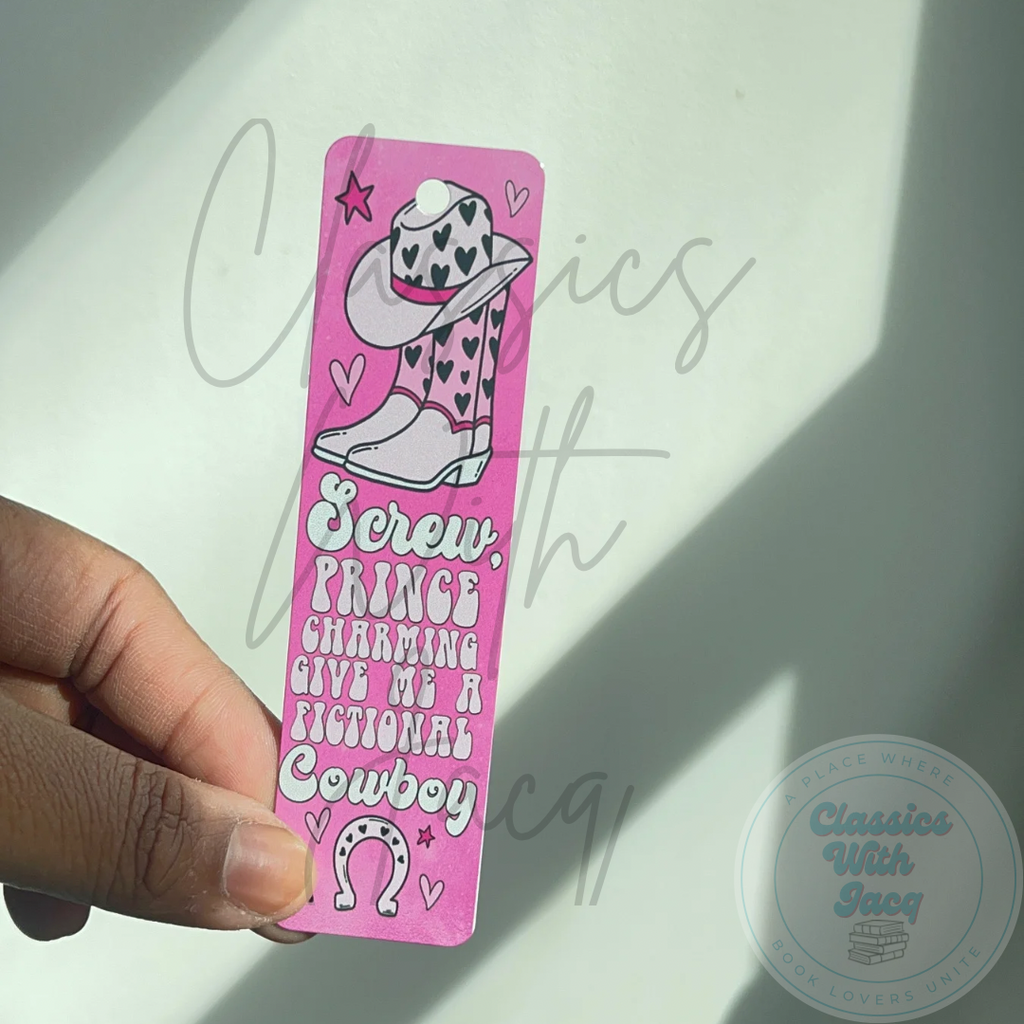 Screw,
PRINCE
CHARMING
GIVE ME A
FICTIONAL
Cowboy
Classics
With
Jacq
A PLACE WHERE
Classics
With
Jacq
BOOK LOVERS UNITE